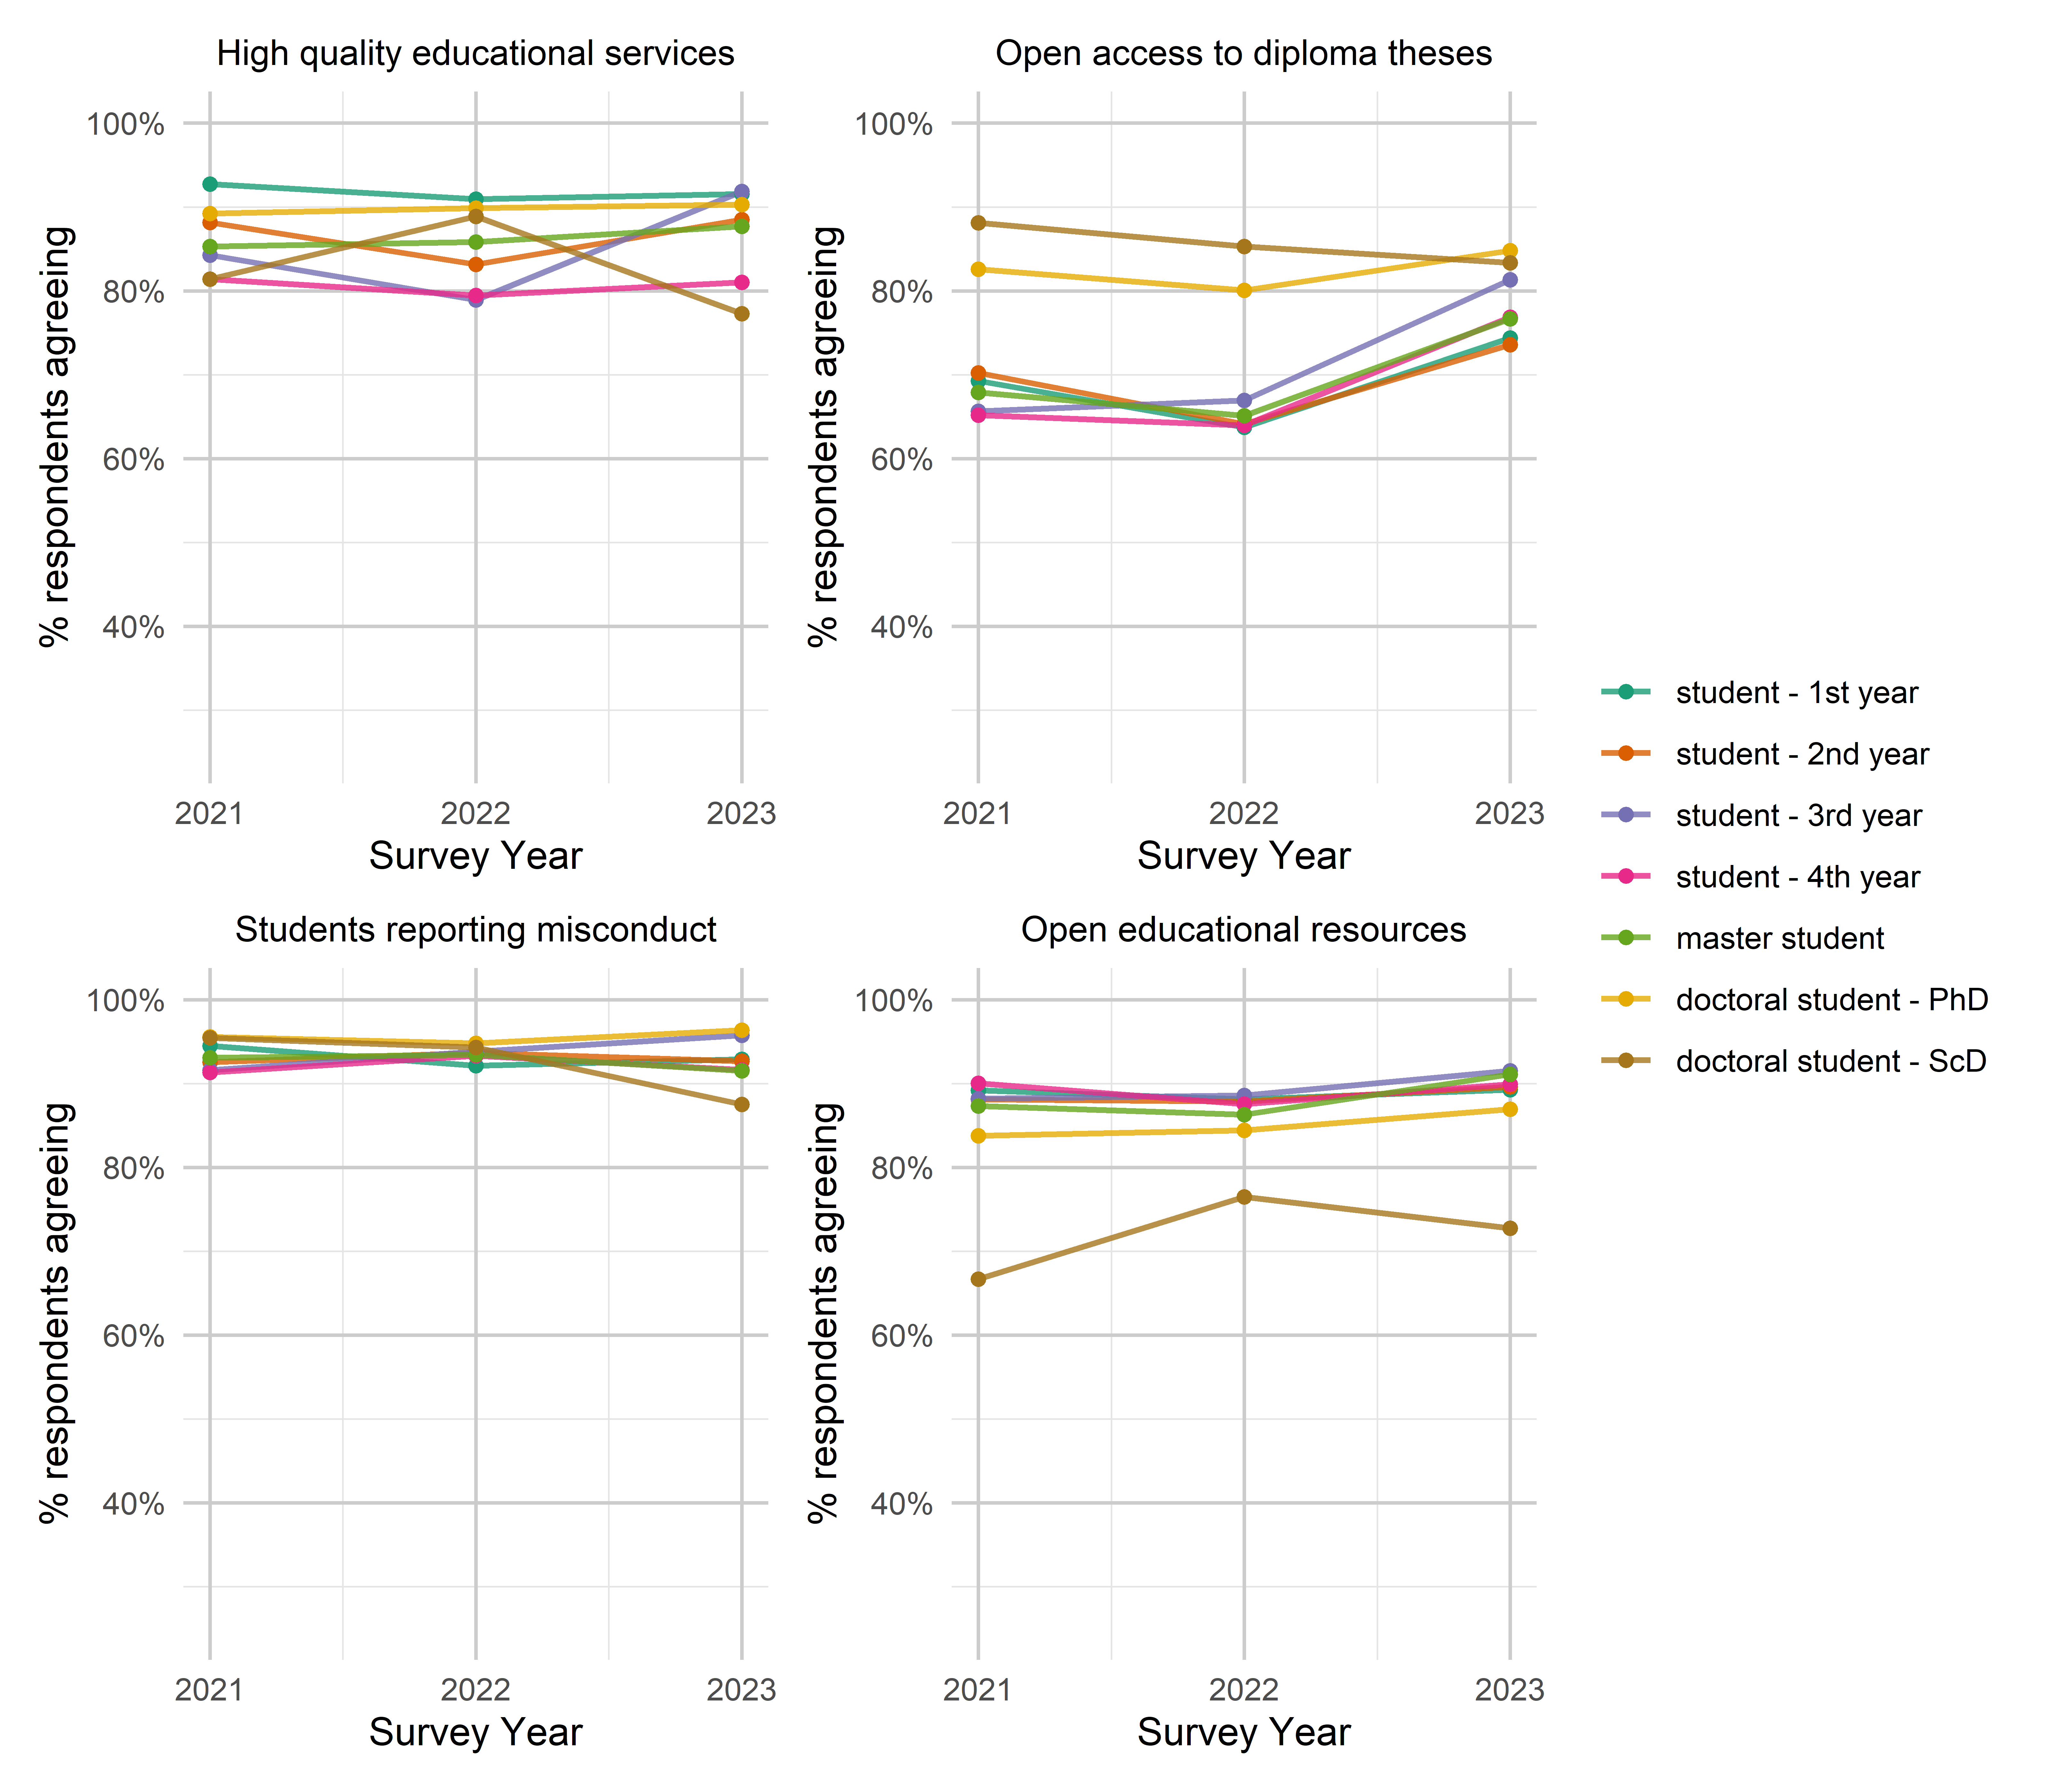 High quality educational services
100%
80%
60%
40%
% respondents agreeing
2021 2022 2023
Survey Year
Open access to diploma theses
100%
80%
60%
40%
% respondents agreeing
2021 2022 2023
Survey Year
Students reporting misconduct
100%
80%
60%
40%
% respondents agreeing
2021 2022 2023
Survey Year
Open educational resources
100%
80%
60%
40%
% respondents agreeing
2021 2022 2023
Survey Year
student - 1st year
student - 2nd year
student - 3rd year
student - 4th year
master student
doctoral student - PhD
doctoral student - ScD